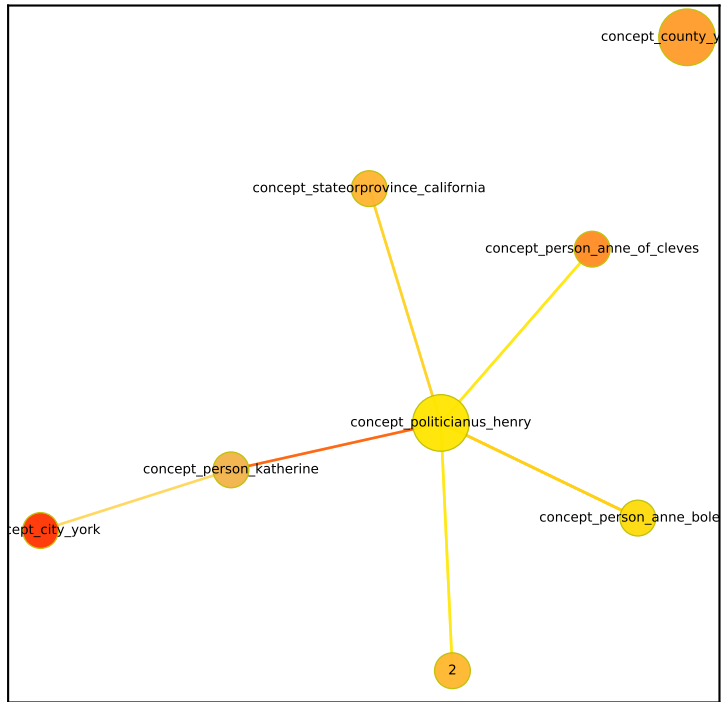 concept_county_y
concept_stateorprovince_california
concept_person_anne_of_cleves
concept_politicianus_henry
concept_person_katherine
concept_person_anne_bole
cept_city_york
2